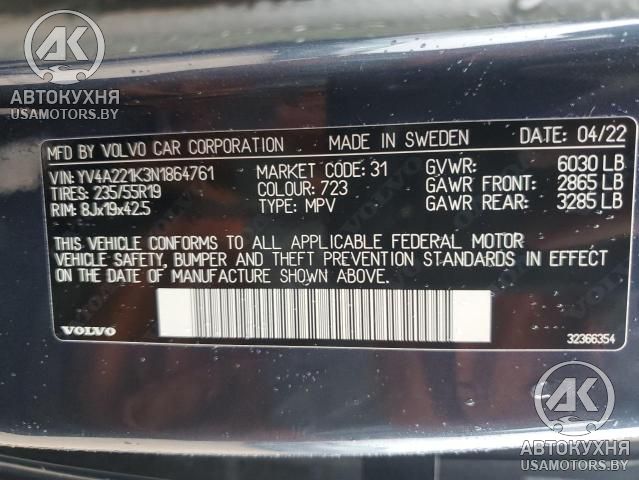 АК
АВТОКУХНЯ
USAMOTORS.BY
MFD BY VOLVO CAR CORPORATION MADE IN SWEDEN DATE: 04/22
VIN: YV4A221K3N1864761 MARKET CODE: 31 GVWR: 6030 LB
TIRES: 235/55R19 COLOUR: 723 GAWR FRONT: 2865 LB
RIM: 8Jx19x42.5 TYPE: MPV GAWR REAR: 3285 LB
THIS VEHICLE CONFORMS TO ALL APPLICABLE FEDERAL MOTOR
VEHICLE SAFETY, BUMPER AND THEFT PREVENTION STANDARDS IN EFFECT
ON THE DATE OF MANUFACTURE SHOWN ABOVE.
VOLVO
32366354
АК
АВТОКУХНЯ
USAMOTORS.BY